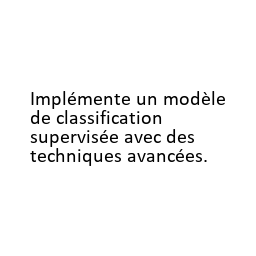 Implémente un modèle
de classification
supervisée avec des
techniques avancées.